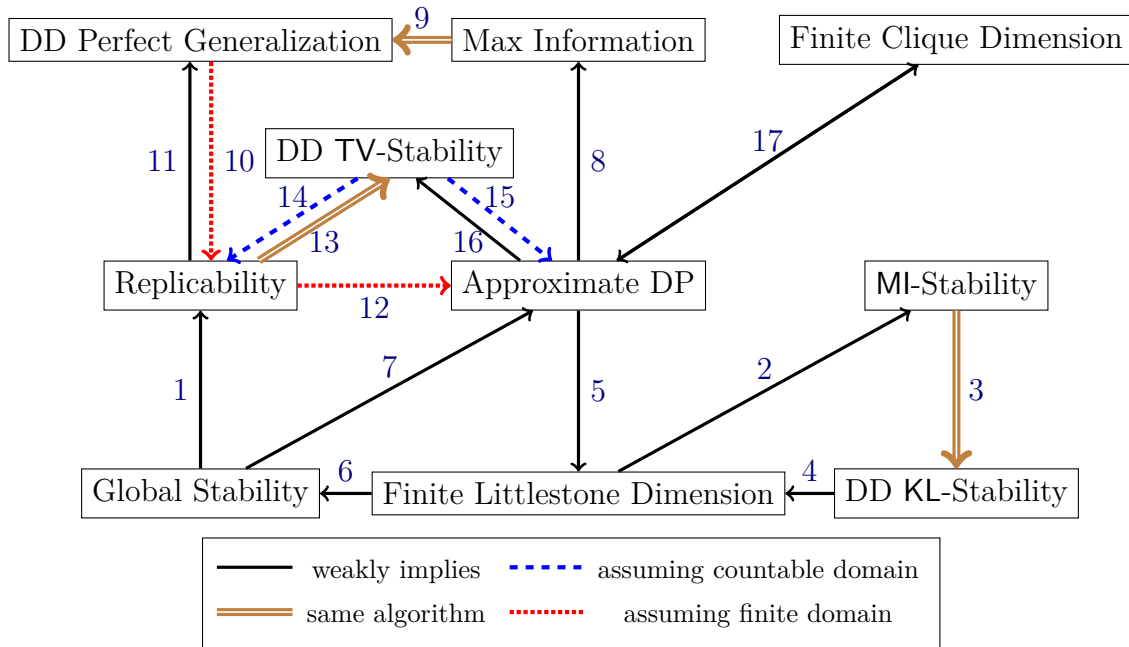 9
DD Perfect Generalization
Max Information
Finite Clique Dimension
DD TV-Stability
11
10
8
17
14
15
13
16
Replicability
Approximate DP
MI-Stability
12
7
2
1
5
3
6
4
Global Stability
Finite Littlestone Dimension
DD KL-Stability
weakly implies
assuming countable domain
same algorithm
assuming finite domain